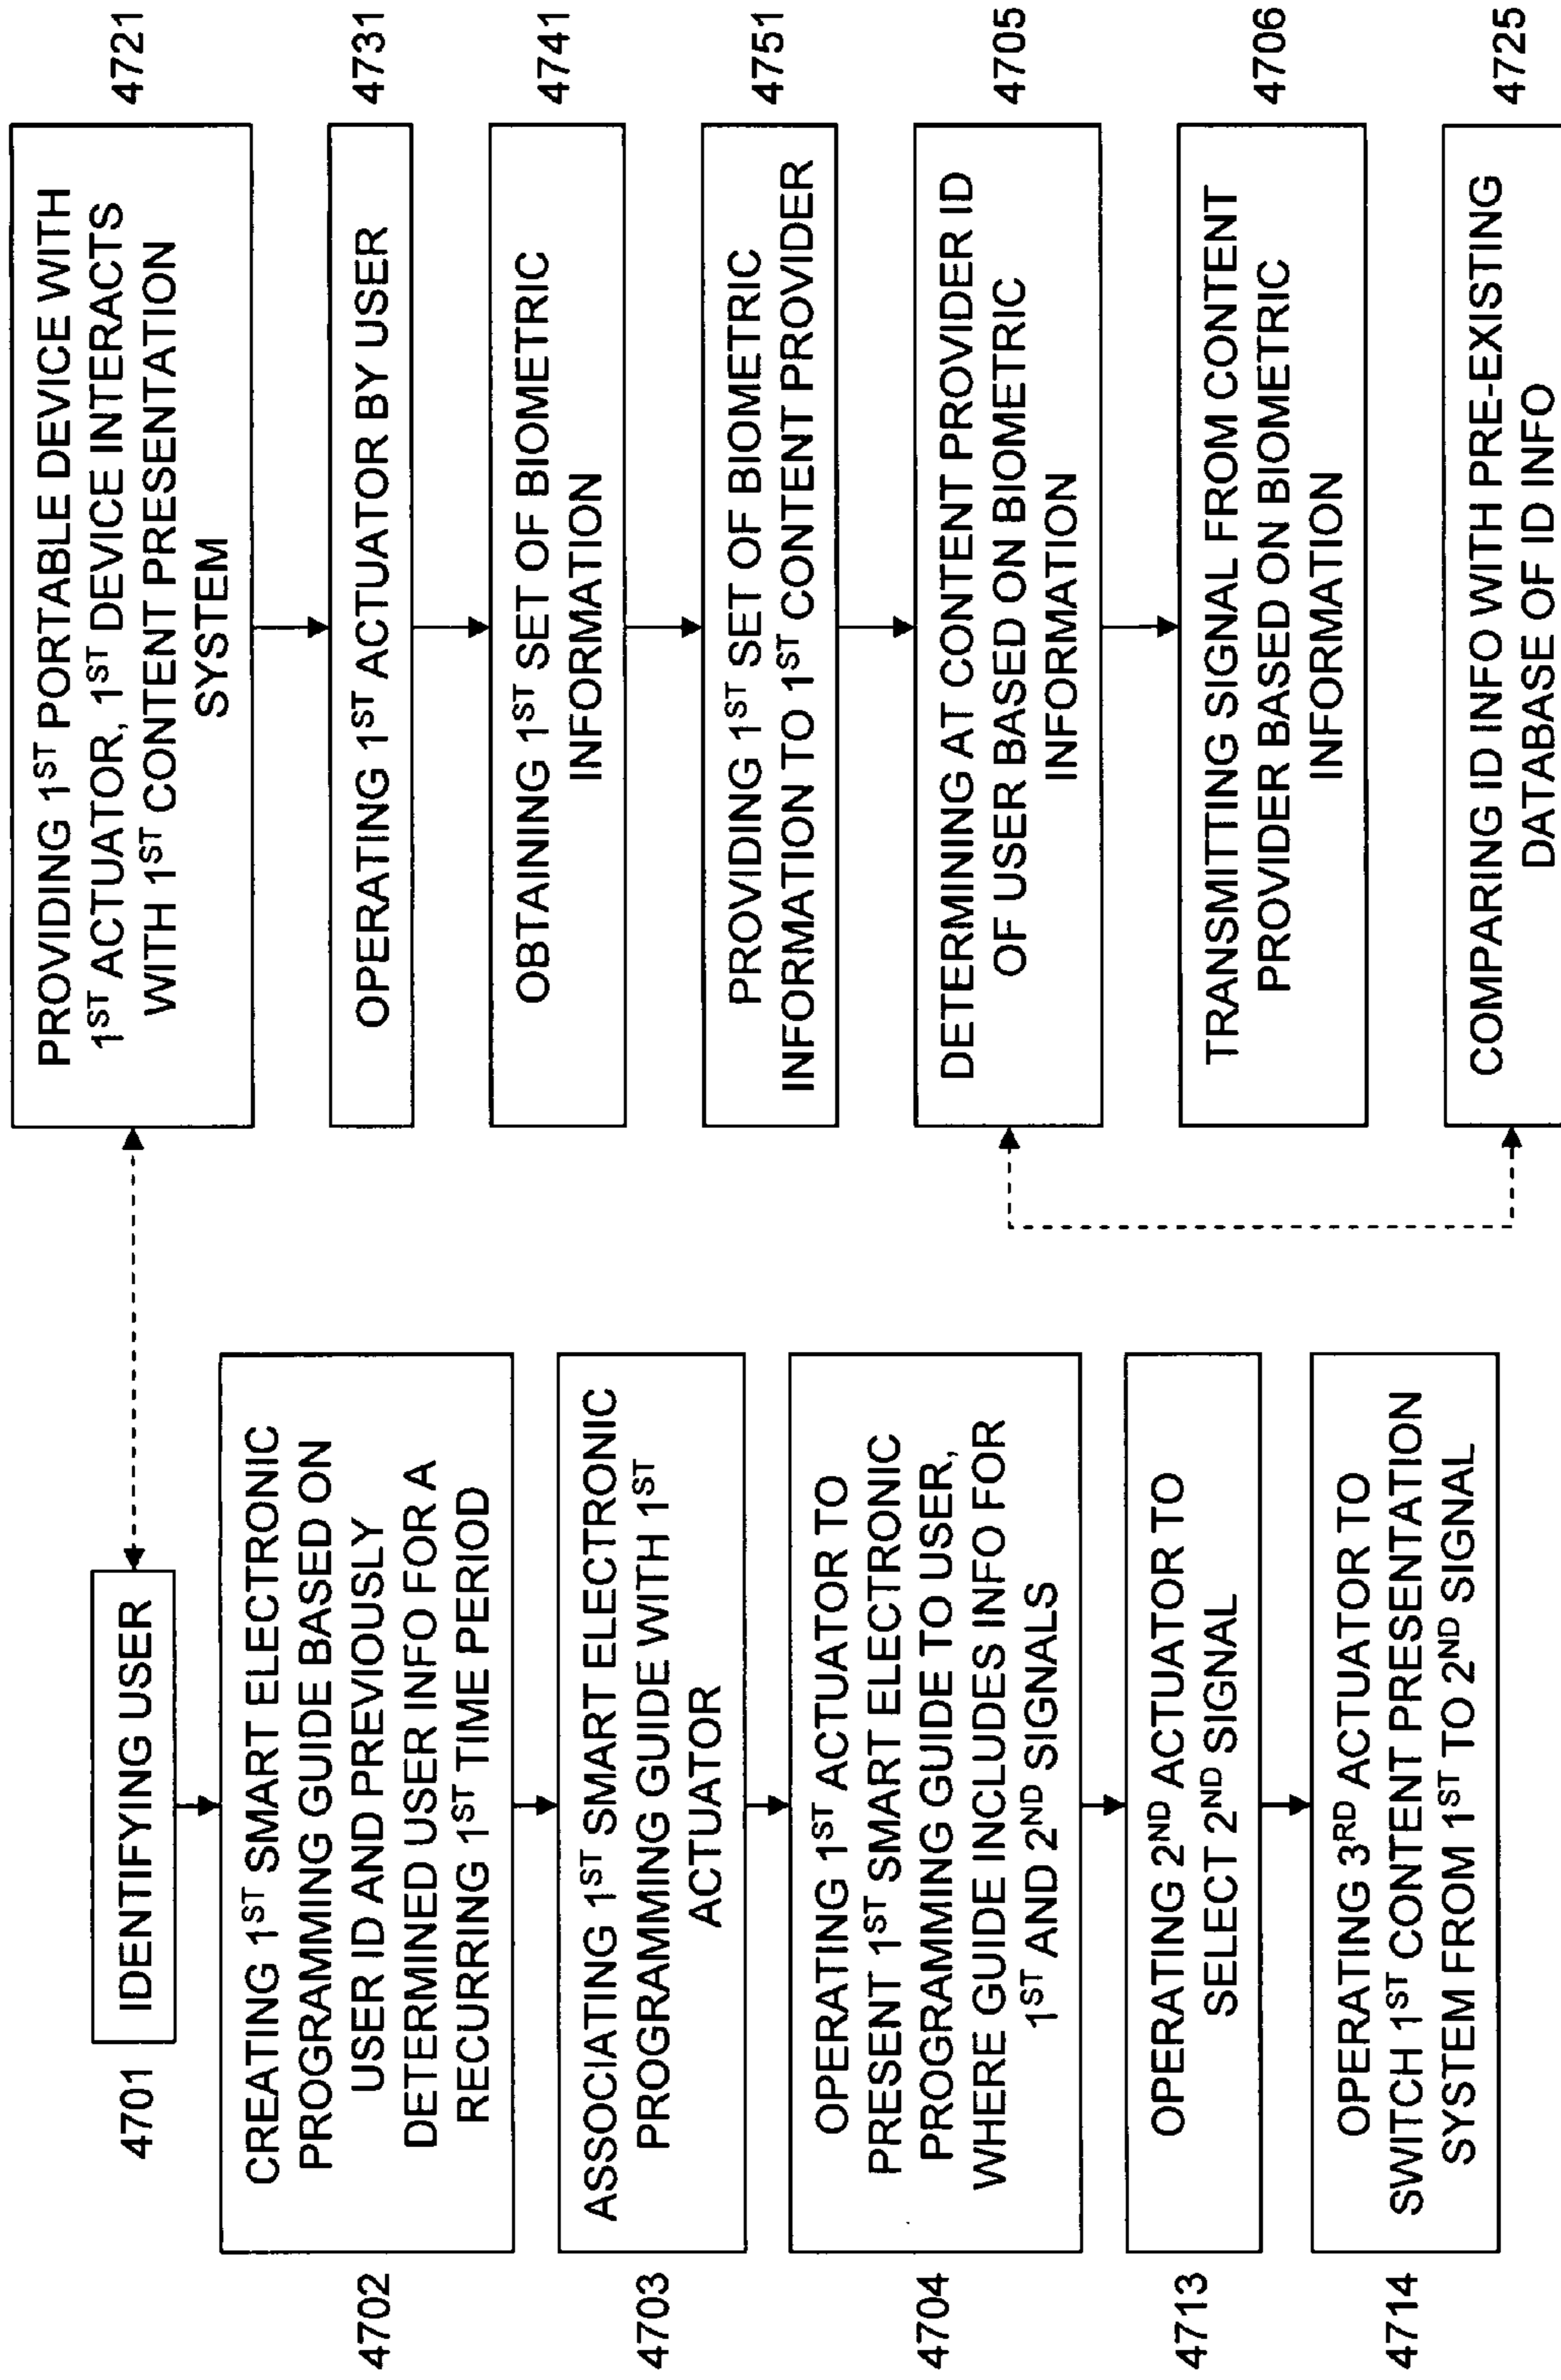 4701
IDENTIFYING USER
4702
CREATING 1ST SMART ELECTRONIC
PROGRAMMING GUIDE BASED ON
USER ID AND PREVIOUSLY
DETERMINED USER INFO FOR A
RECURRING 1ST TIME PERIOD
4703
ASSOCIATING 1ST SMART ELECTRONIC
PROGRAMMING GUIDE WITH 1ST
ACTUATOR
4704
OPERATING 1ST ACTUATOR TO
PRESENT 1ST SMART ELECTRONIC
PROGRAMMING GUIDE TO USER,
WHERE GUIDE INCLUDES INFO FOR
1ST AND 2ND SIGNALS
4713
OPERATING 2ND ACTUATOR TO
SELECT 2ND SIGNAL
4714
OPERATING 3RD ACTUATOR TO
SWITCH 1ST CONTENT PRESENTATION
SYSTEM FROM 1ST TO 2ND SIGNAL
PROVIDING 1ST PORTABLE DEVICE WITH
1ST ACTUATOR, 1ST DEVICE INTERACTS
WITH 1ST CONTENT PRESENTATION
SYSTEM
4721
OPERATING 1ST ACTUATOR BY USER
4731
OBTAINING 1ST SET OF BIOMETRIC
INFORMATION
4741
PROVIDING 1ST SET OF BIOMETRIC
INFORMATION TO 1ST CONTENT PROVIDER
4751
DETERMINING AT CONTENT PROVIDER ID
OF USER BASED ON BIOMETRIC
INFORMATION
4705
TRANSMITTING SIGNAL FROM CONTENT
PROVIDER BASED ON BIOMETRIC
INFORMATION
4706
COMPARING ID INFO WITH PRE-EXISTING
DATABASE OF ID INFO
4725